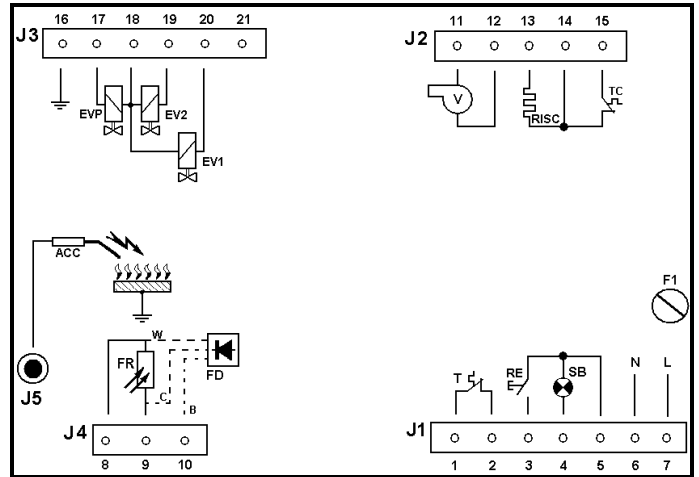 16 17 18 19 20 21
J3
EVP
EV2
EV1
11 12 13 14 15
J2
V
RISC
TC
ACC
J5
W
FR
FD
C
B
J4
8 9 10
F1
T
RE
SB
N
L
J1
1 2 3 4 5 6 7